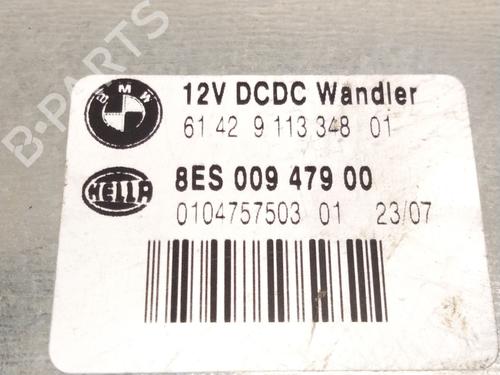 B-PARTS
BMW
12V DCDC Wandler
61 42 9 113 348 01
HELLA
8ES 009 479 00
0104757503 01 23/07